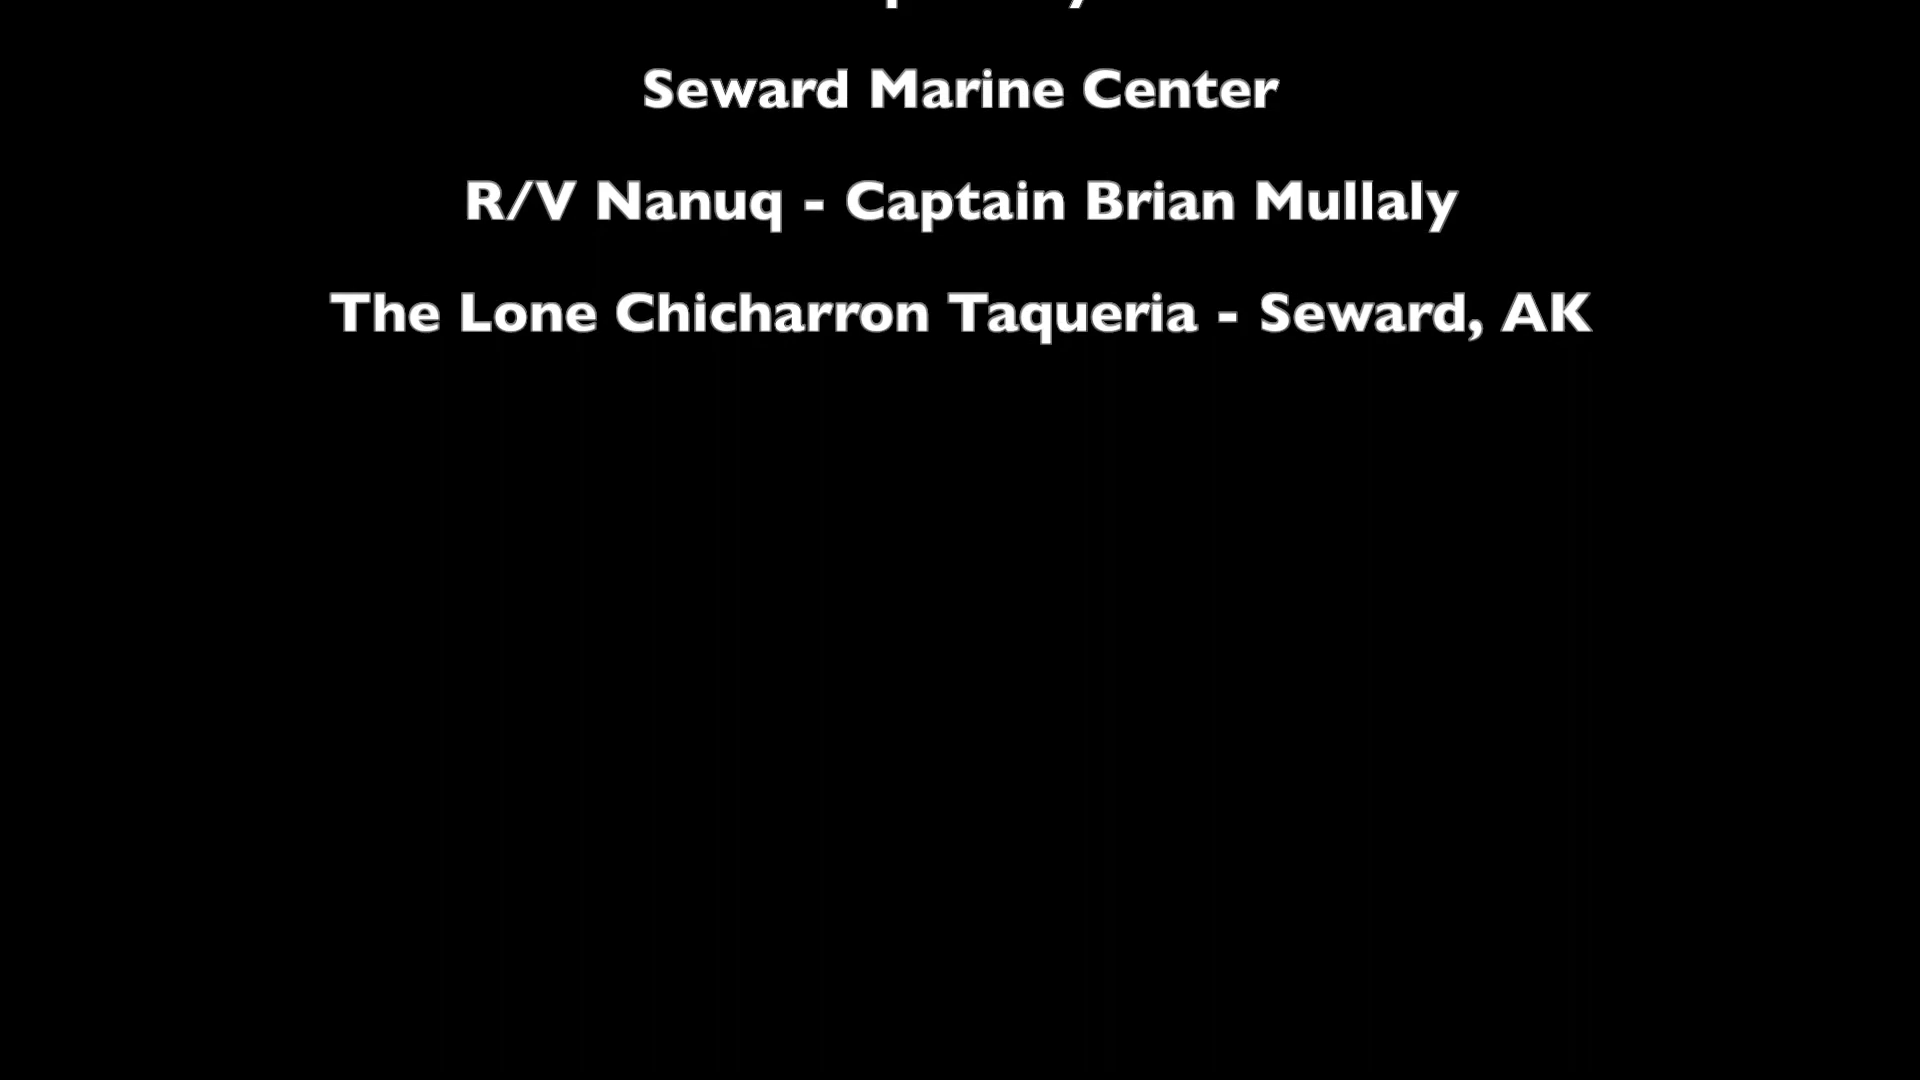 Seward Marine Center
R/V Nanuq - Captain Brian Mullaly
The Lone Chicharron Taqueria - Seward, AK